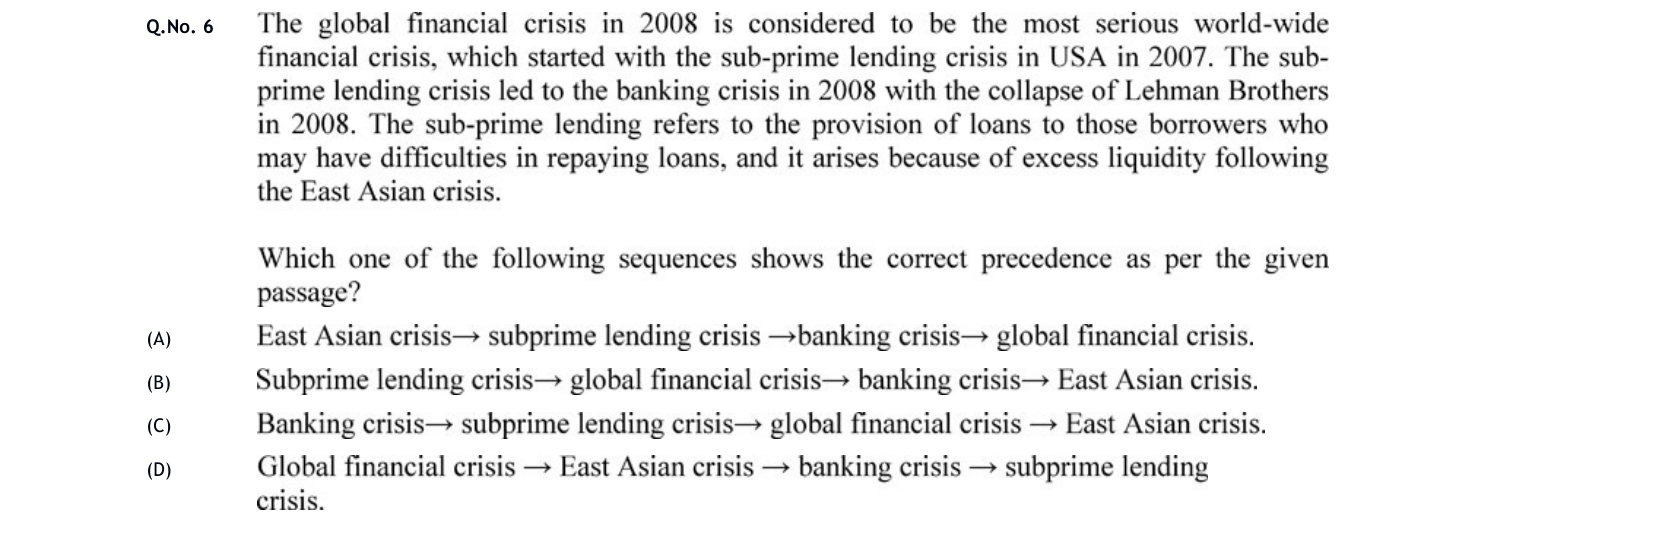 Q.No. 6 The global financial crisis in 2008 is considered to be the most serious world-wide
financial crisis, which started with the sub-prime lending crisis in USA in 2007. The sub-
prime lending crisis led to the banking crisis in 2008 with the collapse of Lehman Brothers
in 2008. The sub-prime lending refers to the provision of loans to those borrowers who
may have difficulties in repaying loans, and it arises because of excess liquidity following
the East Asian crisis.
Which one of the following sequences shows the correct precedence as per the given
passage?
(A) East Asian crisis→ subprime lending crisis →banking crisis→ global financial crisis.
(B) Subprime lending crisis→ global financial crisis→ banking crisis→ East Asian crisis.
(C) Banking crisis→ subprime lending crisis→ global financial crisis → East Asian crisis.
(D) Global financial crisis → East Asian crisis → banking crisis → subprime lending
crisis.